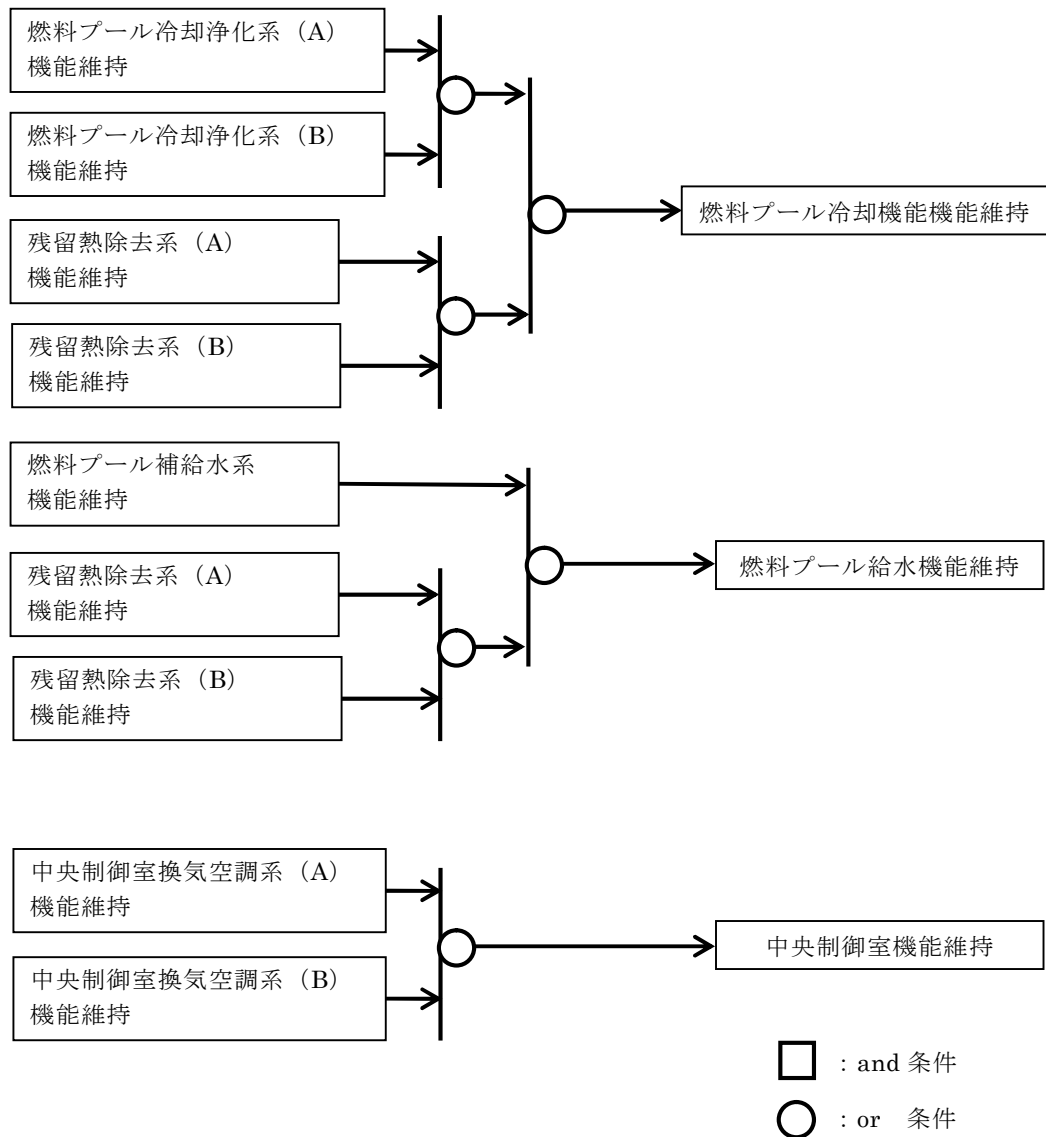 燃料プール冷却浄化系（A）
機能維持
燃料プール冷却浄化系（B）
機能維持
燃料プール冷却機能機能維持
残留熱除去系（A）
機能維持
残留熱除去系（B）
機能維持
燃料プール補給水系
機能維持
燃料プール給水機能維持
残留熱除去系（A）
機能維持
残留熱除去系（B）
機能維持
中央制御室換気空調系（A）
機能維持
中央制御室機能維持
中央制御室換気空調系（B）
機能維持
：and 条件
：or　条件